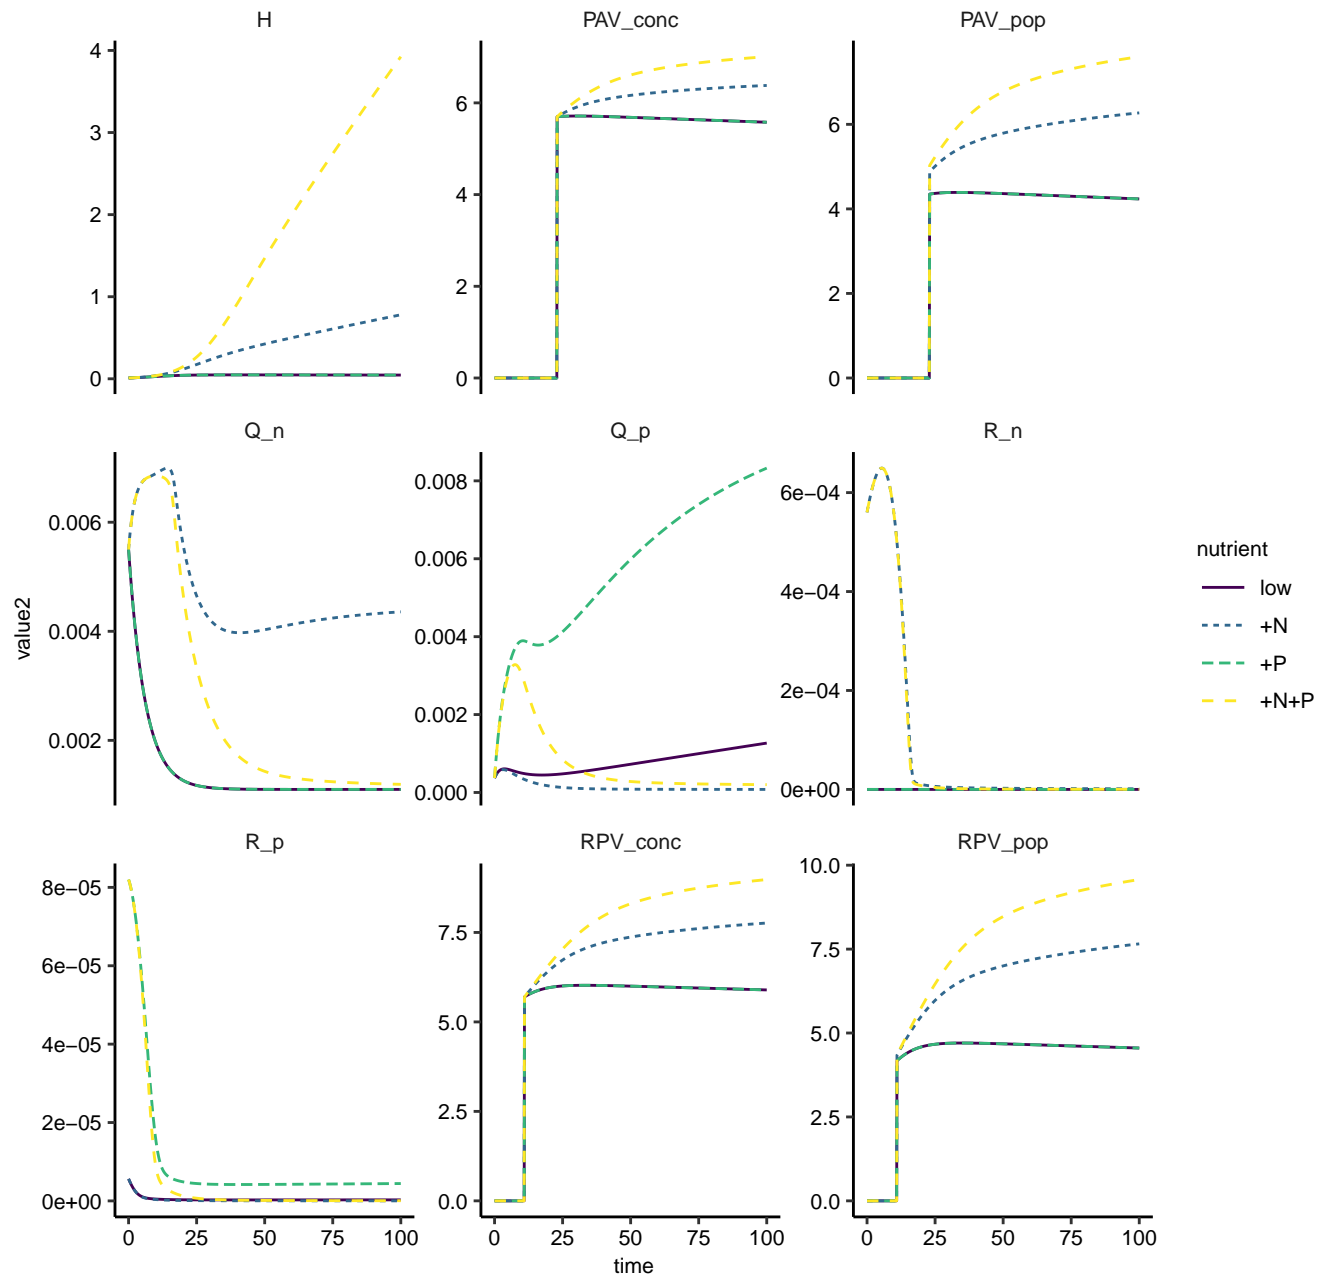 H
PAV_conc
PAV_pop
4
3
2
1
0
6
4
2
0
6
4
2
0
Q_n
Q_p
R_n
0.006
0.004
0.002
0.008
0.006
0.004
0.002
0.000
6e−04
4e−04
2e−04
0e+00
value2
nutrient
low
+N
+P
+N+P
R_p
RPV_conc
RPV_pop
8e−05
6e−05
4e−05
2e−05
0e+00
7.5
5.0
2.5
0.0
10.0
7.5
5.0
2.5
0.0
0 25 50 75 100
0 25 50 75 100
0 25 50 75 100
time